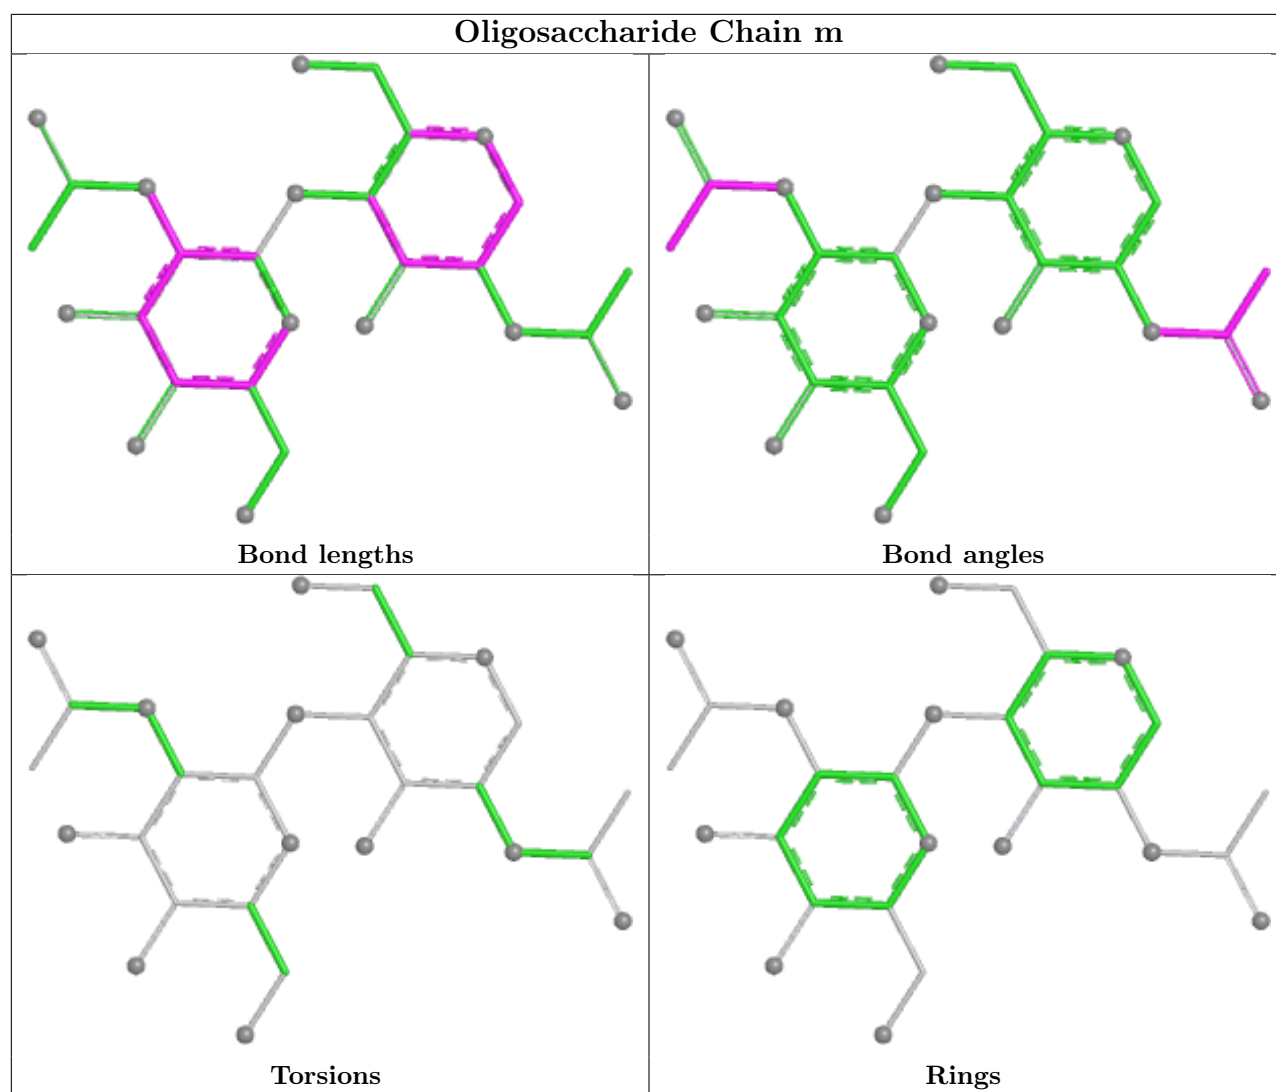 Oligosaccharide Chain m
Bond lengths
Bond angles
Torsions
Rings